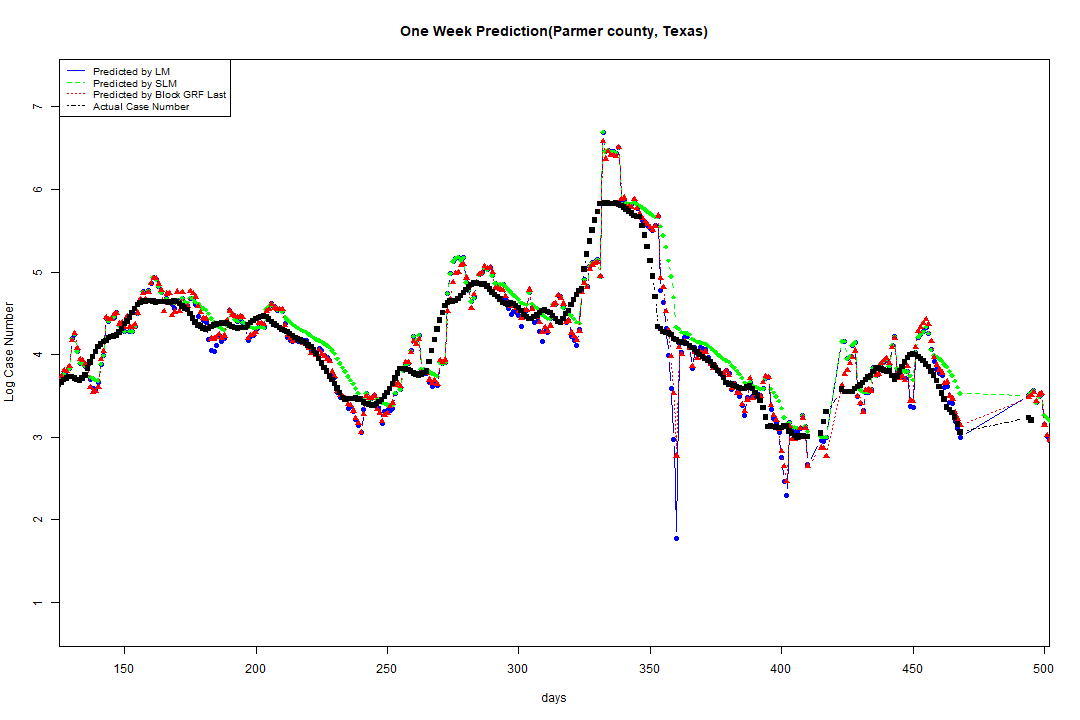 One Week Prediction(Parmer county, Texas)
Predicted by LM
Predicted by SLM
Predicted by Block GRF Last
Actual Case Number
7
6
5
4
3
2
1
Log Case Number
150 200 250 300 350 400 450 500
days